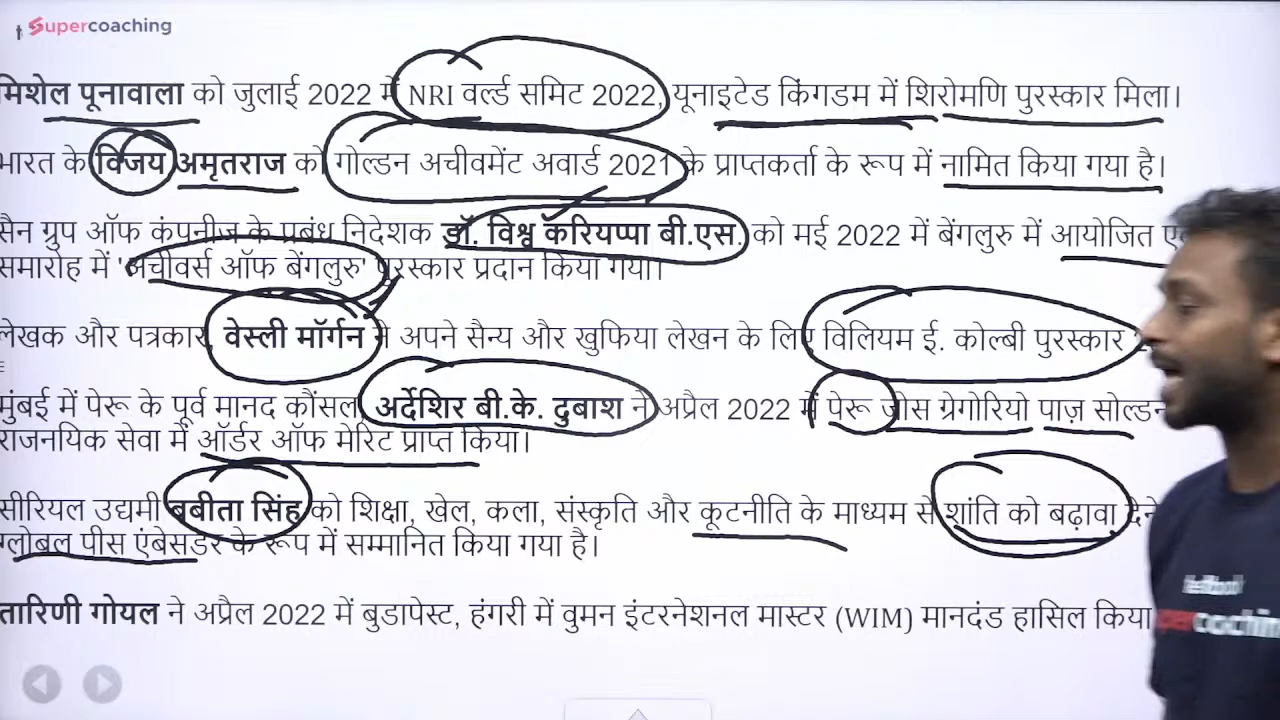 Supercoaching
मिशेल पूनावाला को जुलाई 2022 में NRI वर्ल्ड समिट 2022, यूनाइटेड किंगडम में शिरोमणि पुरस्कार मिला।
भारत के विजय अमृतराज को गोल्डन अचीवमेंट अवार्ड 2021 के प्राप्तकर्ता के रूप में नामित किया गया है।
सैन ग्रुप ऑफ कंपनीज के प्रबंध निदेशक डॉ. विश्व कॅरियप्पा बी.एस. को मई 2022 में बेंगलुरु में आयोजित
समारोह में 'अचीवर्स ऑफ बेंगलुरु' पुरस्कार प्रदान किया गया।
लेखक और पत्रकार वेस्ली मॉर्गन ने अपने सैन्य और खुफिया लेखन के लिए विलियम ई. कोल्बी पुरस्कार
मुंबई में पेरू के पूर्व मानद कौंसल अर्देशिर बी.के. दुबाश ने अप्रैल 2022 में पेरू जोस ग्रेगोरियो पाज़ सोल्डन
राजनयिक सेवा में ऑर्डर ऑफ मेरिट प्राप्त किया।
सीरियल उद्यमी बबीता सिंह को शिक्षा, खेल, कला, संस्कृति और कूटनीति के माध्यम से शांति को बढ़ावा देने
ग्लोबल पीस एंबेसडर के रूप में सम्मानित किया गया है।
तारिणी गोयल ने अप्रैल 2022 में बुडापेस्ट, हंगरी में वुमन इंटरनेशनल मास्टर (WIM) मानदंड हासिल किया
testbook
percoachin